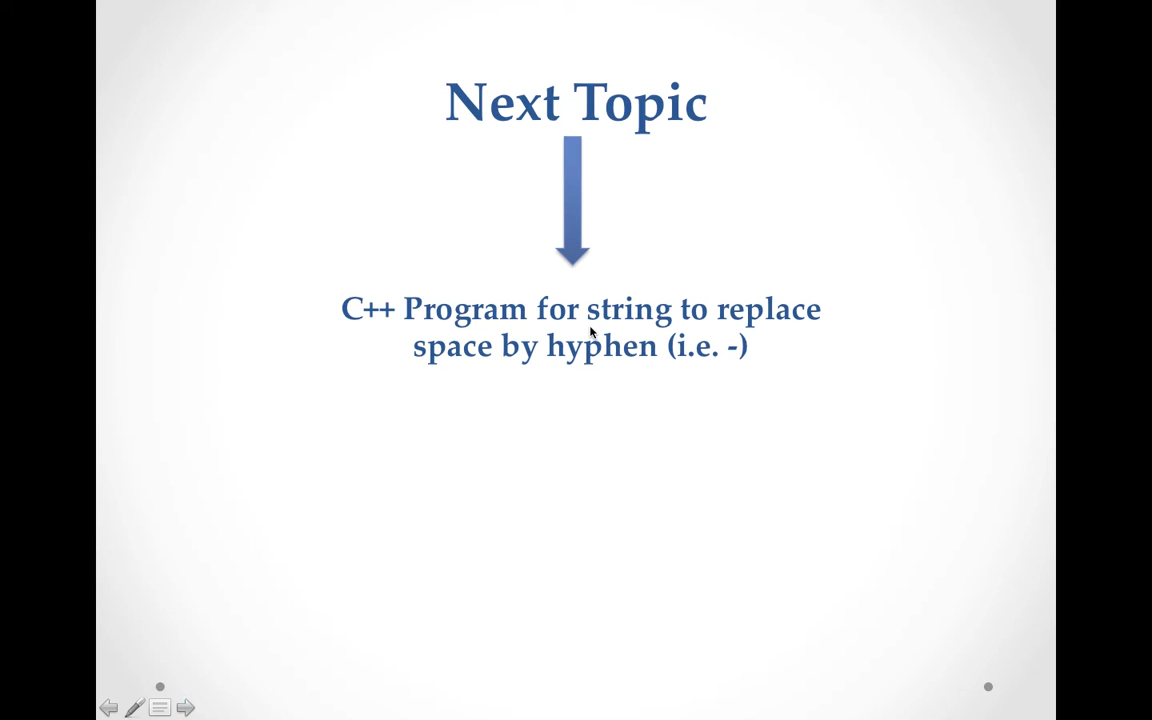 Next Topic
C++ Program for string to replace
space by hyphen (i.e. -)